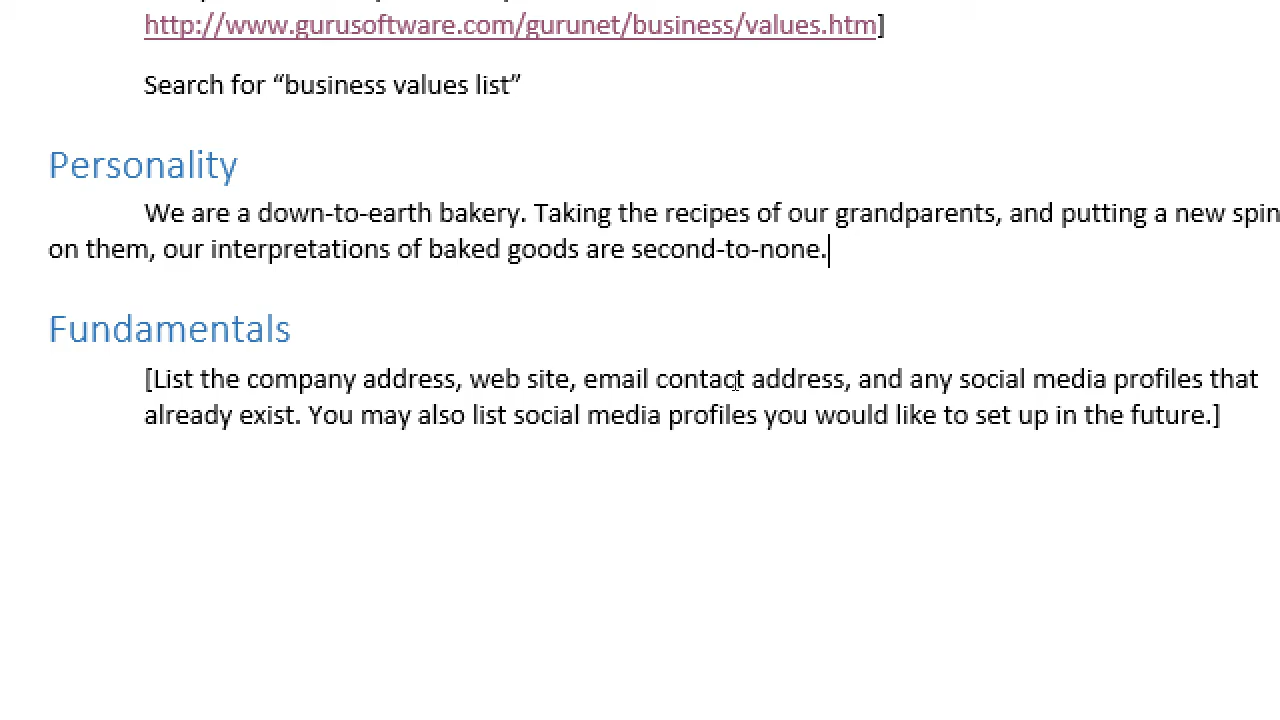 http://www.gurusoftware.com/gurunet/business/values.htm]
Search for “business values list”
Personality
We are a down-to-earth bakery. Taking the recipes of our grandparents, and putting a new spin
on them, our interpretations of baked goods are second-to-none.
Fundamentals
[List the company address, web site, email contact address, and any social media profiles that
already exist. You may also list social media profiles you would like to set up in the future.]